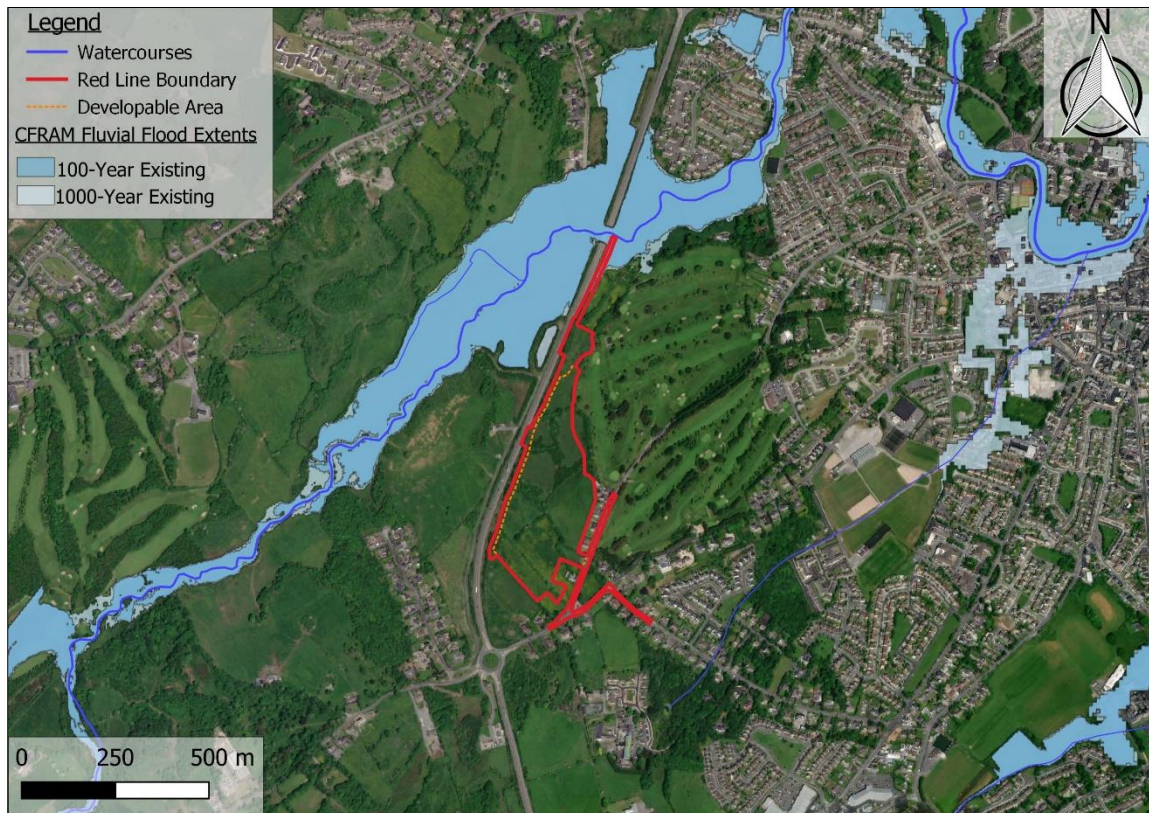 Legend
Watercourses
Red Line Boundary
Developable Area
CFRAM Fluvial Flood Extents
100-Year Existing
1000-Year Existing
N
0 250 500 m